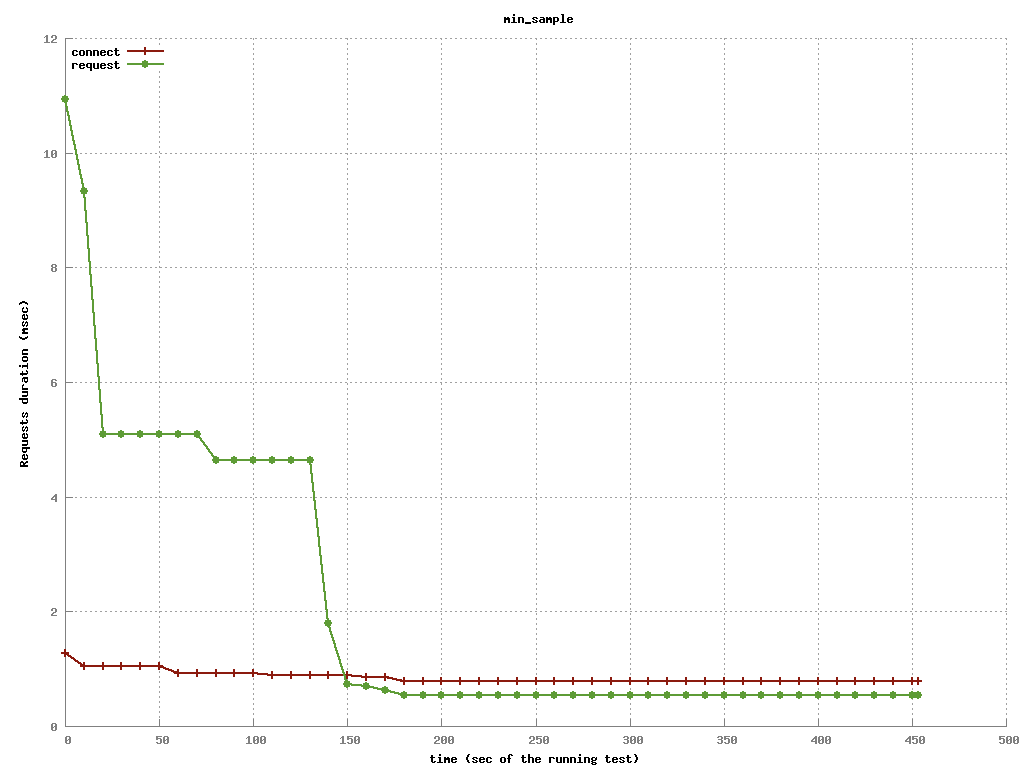 min_sample
12
connect
request
10
8
6
4
2
0
Requests duration (msec)
0 50 100 150 200 250 300 350 400 450 500
time (sec of the running test)